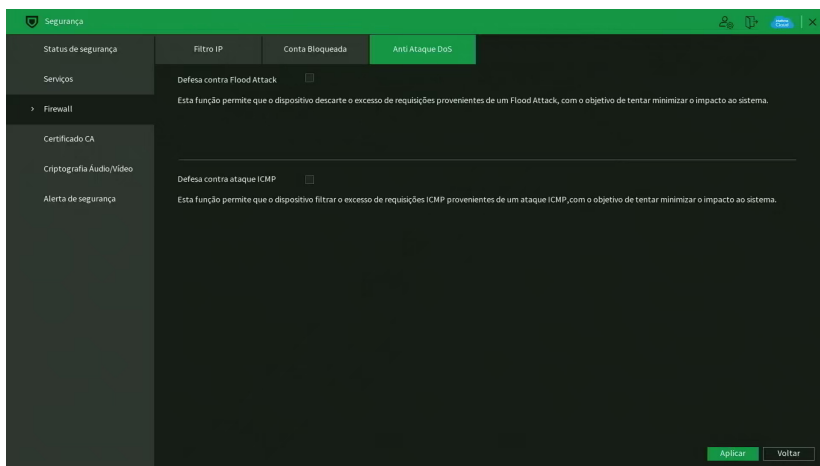 Segurança
Cloud
Status de segurança
Serviços
Firewall
Certificado CA
Criptografia Áudio/Vídeo
Alerta de segurança
Filtro IP
Conta Bloqueada
Anti Ataque DoS
Defesa contra Flood Attack
Esta função permite que o dispositivo descarte o excesso de requisições provenientes de um Flood Attack, com o objetivo de tentar minimizar o impacto ao sistema.
Defesa contra ataque ICMP
Esta função permite que o dispositivo filtrar o excesso de requisições ICMP provenientes de um ataque ICMP,com o objetivo de tentar minimizar o impacto ao sistema.
Aplicar
Voltar